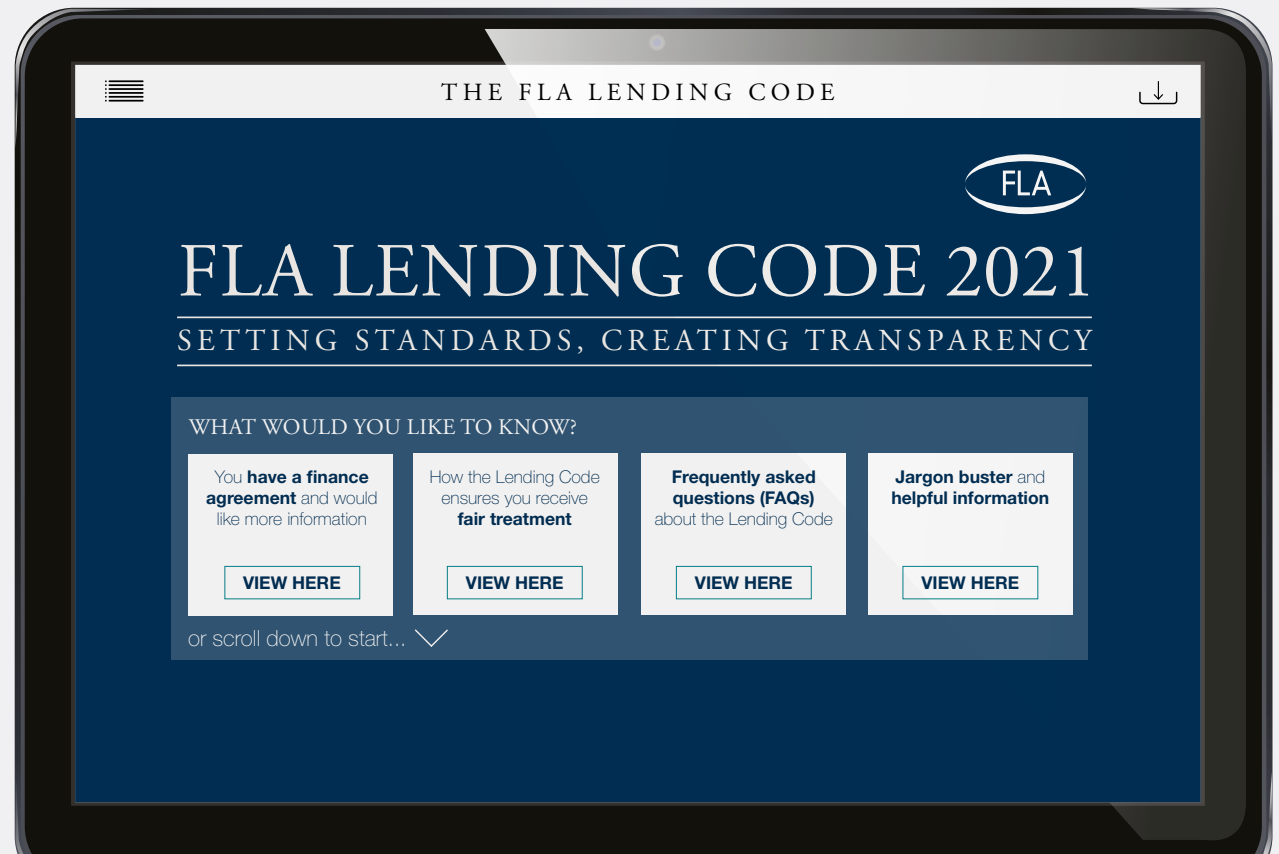 THE FLA LENDING CODE
FLA
FLA LENDING CODE 2021
SETTING STANDARDS, CREATING TRANSPARENCY
WHAT WOULD YOU LIKE TO KNOW?
You have a finance
agreement and would
like more information
VIEW HERE
How the Lending Code
ensures you receive
fair treatment
VIEW HERE
Frequently asked
questions (FAQs)
about the Lending Code
VIEW HERE
Jargon buster and
helpful information
VIEW HERE
or scroll down to start...